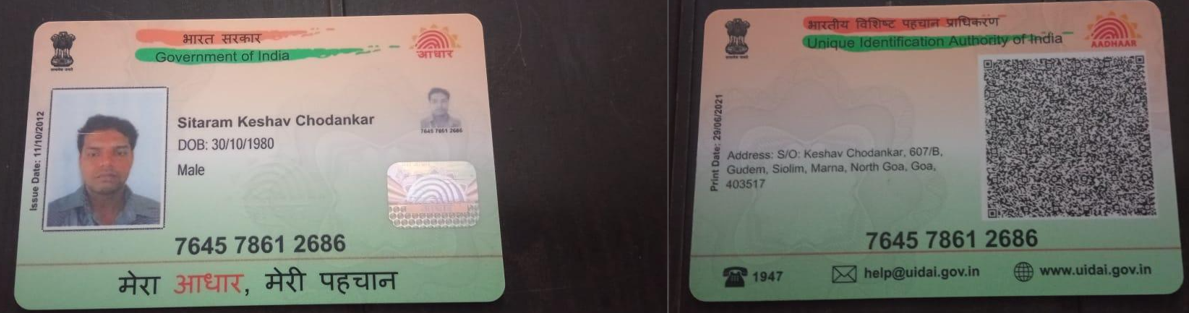 भारत सरकार
Government of India
आधार
Issue Date: 11/10/2012
Sitaram Keshav Chodankar
DOB: 30/10/1980
Male
7645 7861 2686
7645 7861 2686
मेरा आधार, मेरी पहचान
भारतीय विशिष्ट पहचान प्राधिकरण
Unique Identification Authority of India
AADHAAR
Print Date: 29/06/2021
Address: S/O: Keshav Chodankar, 607/B,
Gudem, Siolim, Marna, North Goa, Goa,
403517
7645 7861 2686
1947
help@uidai.gov.in
www.uidai.gov.in